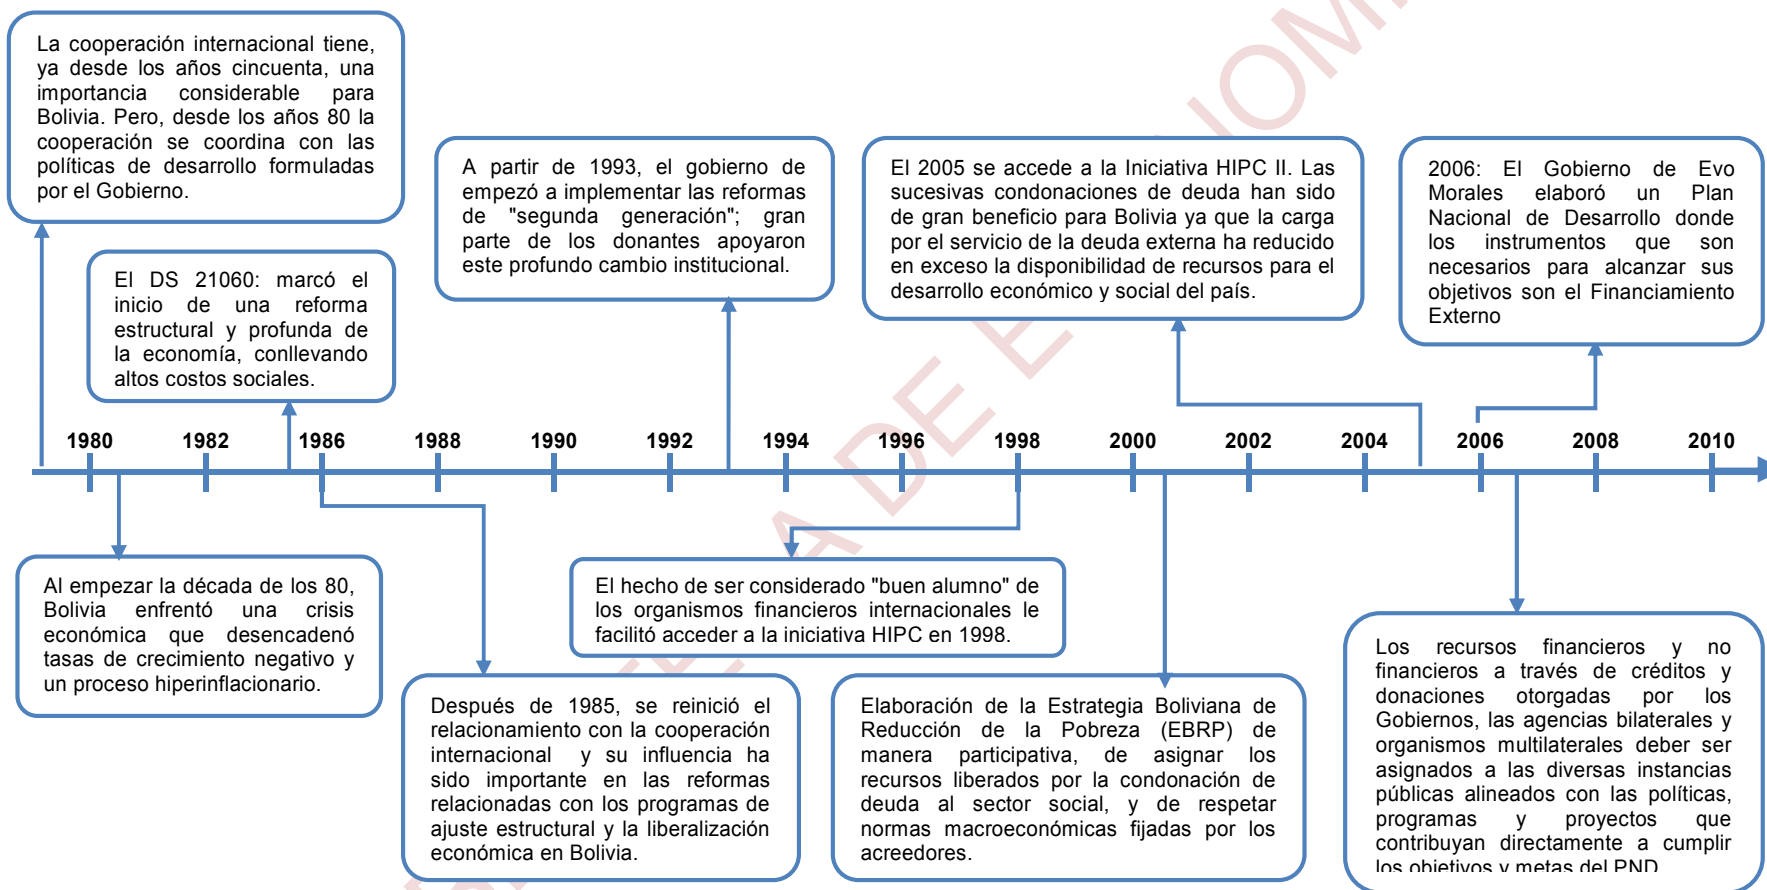 La cooperación internacional tiene,
ya desde los años cincuenta, una
importancia considerable para
Bolivia. Pero, desde los años 80 la
cooperación se coordina con las
políticas de desarrollo formuladas
por el Gobierno.
El DS 21060: marcó el
inicio de una reforma
estructural y profunda de
la economía, conllevando
altos costos sociales.
A partir de 1993, el gobierno de
empezó a implementar las reformas
de "segunda generación"; gran
parte de los donantes apoyaron
este profundo cambio institucional.
El 2005 se accede a la Iniciativa HIPC II. Las
sucesivas condonaciones de deuda han sido
de gran beneficio para Bolivia ya que la carga
por el servicio de la deuda externa ha reducido
en exceso la disponibilidad de recursos para el
desarrollo económico y social del país.
2006: El Gobierno de Evo
Morales elaboró un Plan
Nacional de Desarrollo donde
los instrumentos que son
necesarios para alcanzar sus
objetivos son el Financiamiento
Externo
1980 1982 1986 1988 1990 1992 1994 1996 1998 2000 2002 2004 2006 2008 2010
Al empezar la década de los 80,
Bolivia enfrentó una crisis
económica que desencadenó
tasas de crecimiento negativo y
un proceso hiperinflacionario.
Después de 1985, se reinició el
relacionamiento con la cooperación
internacional y su influencia ha
sido importante en las reformas
relacionadas con los programas de
ajuste estructural y la liberalización
económica en Bolivia.
El hecho de ser considerado "buen alumno" de
los organismos financieros internacionales le
facilitó acceder a la iniciativa HIPC en 1998.
Elaboración de la Estrategia Boliviana de
Reducción de la Pobreza (EBRP) de
manera participativa, de asignar los
recursos liberados por la condonación de
deuda al sector social, y de respetar
normas macroeconómicas fijadas por los
acreedores.
Los recursos financieros y no
financieros a través de créditos y
donaciones otorgadas por los
Gobiernos, las agencias bilaterales y
organismos multilaterales deber ser
asignados a las diversas instancias
públicas alineados con las políticas,
programas y proyectos que
contribuyan directamente a cumplir
los objetivos y metas del PND
DE